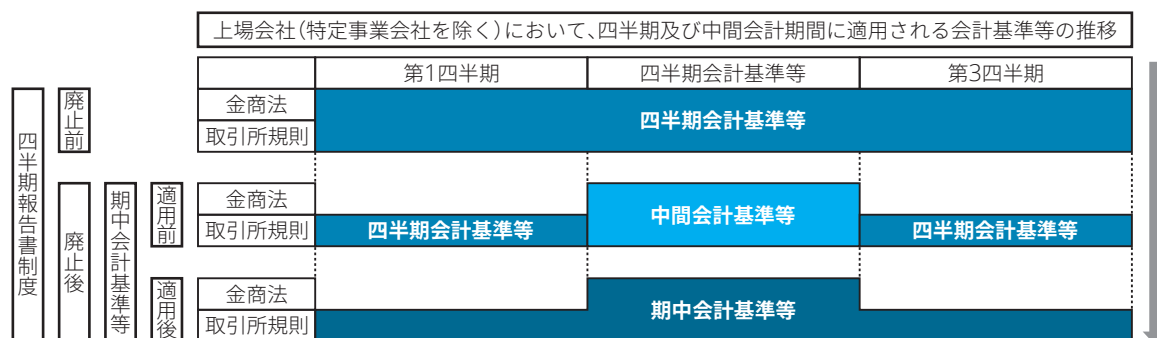 上場会社(特定事業会社を除く)において、四半期及び中間会計期間に適用される会計基準等の推移
第1四半期 四半期会計基準等 第3四半期
四半期報告書制度
廃止前
金商法
取引所規則
四半期会計基準等
廃止後
期中会計基準等
適用前
金商法
取引所規則
四半期会計基準等 中間会計基準等 四半期会計基準等
適用後
金商法
取引所規則
期中会計基準等